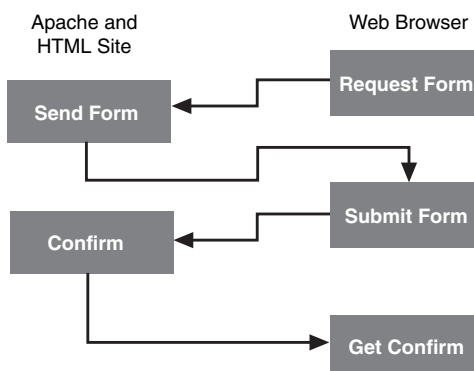 Apache and
HTML Site
Web Browser
Request Form
Send Form
Submit Form
Confirm
Get Confirm